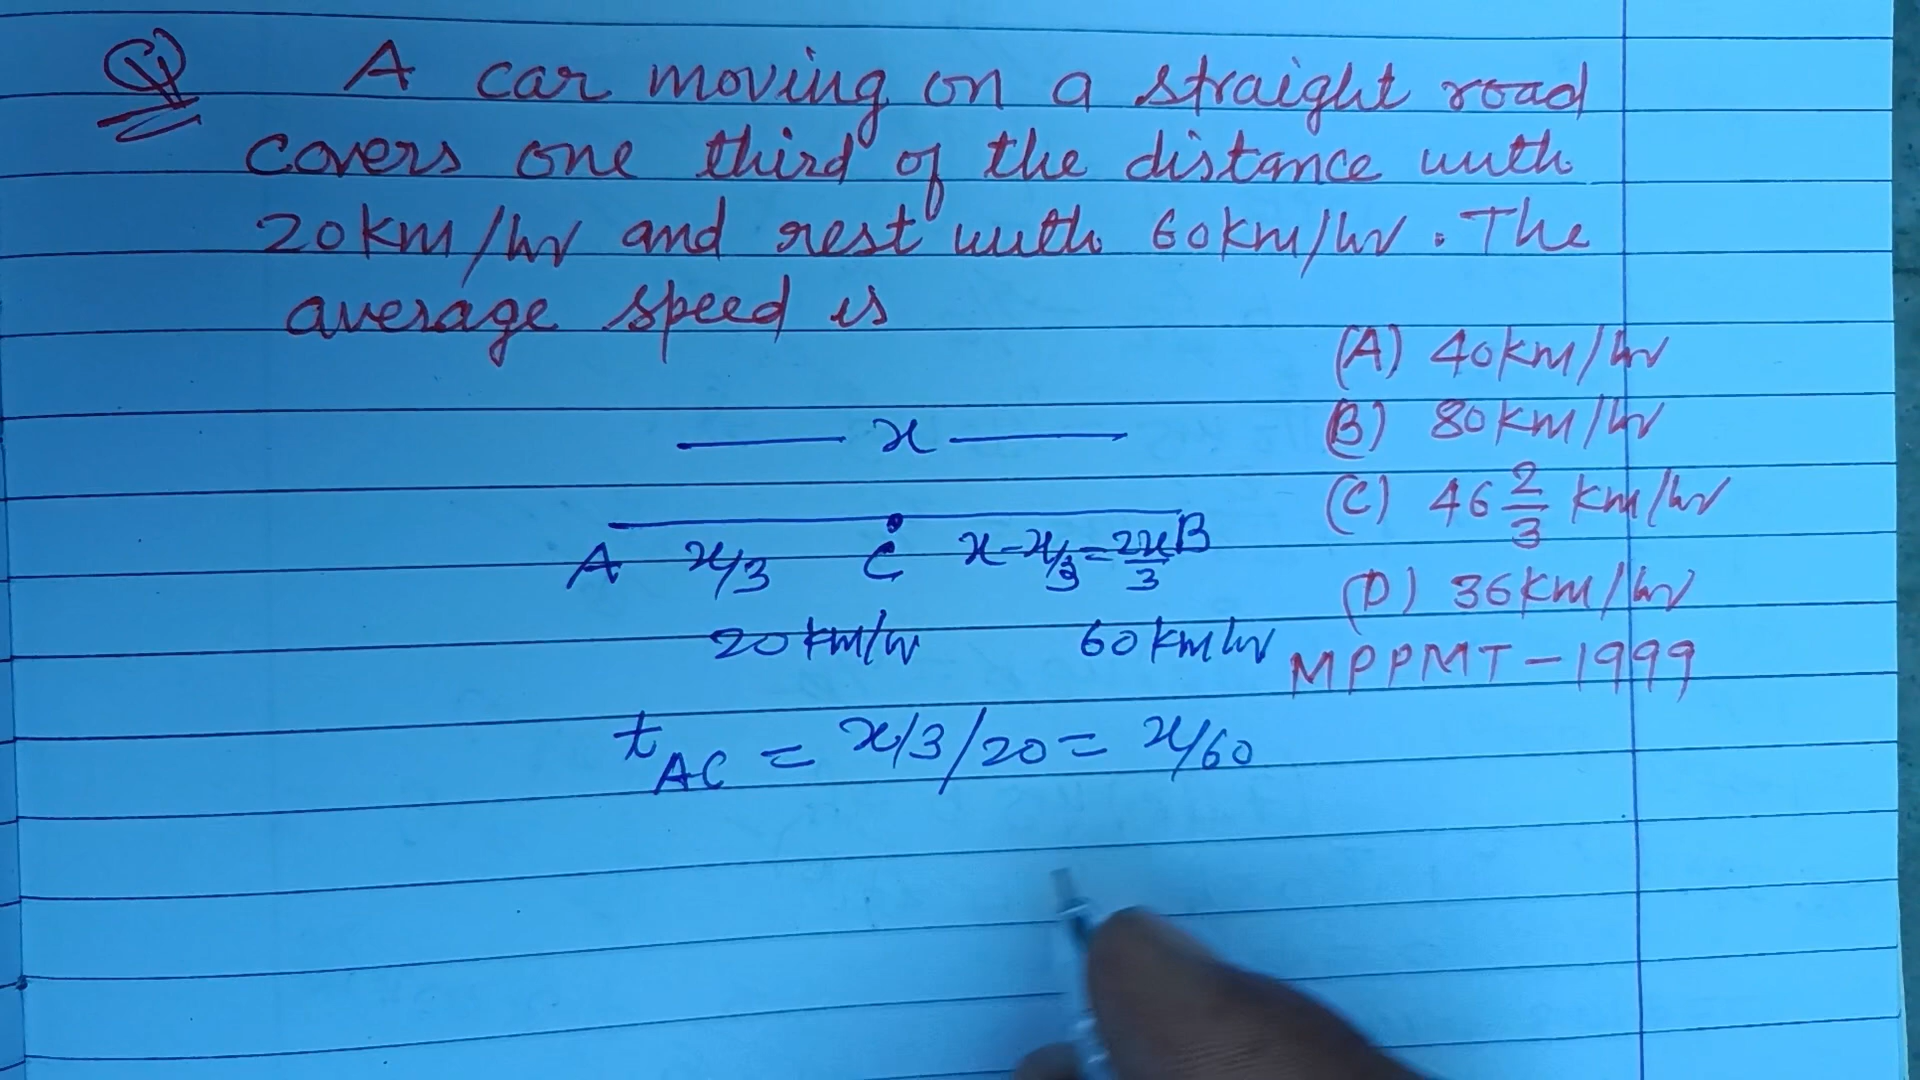 Q A car moving on a straight road
covers one third of the distance with
20km/hr and rest with 60km/hr. The
average speed is
(A) 40km/hr
(B) 80km/hr
(C) 46 2/3 km/hr
(D) 36km/hr
MPPMT-1999
x
A x/3 C x-x/3=2x/3 B
20km/hr 60kmhr
tAC = x/3/20 = x/60